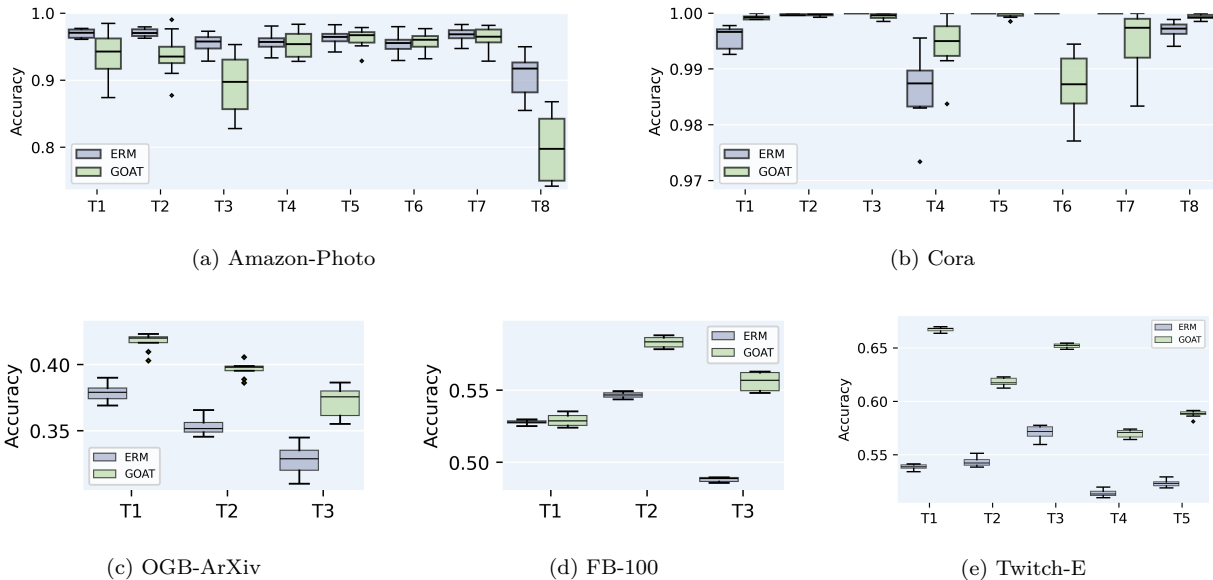 1.0
0.9
0.8
Accuracy
ERM
GOAT
T1 T2 T3 T4 T5 T6 T7 T8
(a) Amazon-Photo
1.00
0.99
0.98
0.97
Accuracy
ERM
GOAT
T1 T2 T3 T4 T5 T6 T7 T8
(b) Cora
0.40
0.35
Accuracy
ERM
GOAT
T1 T2 T3
(c) OGB-ArXiv
0.55
0.50
Accuracy
ERM
GOAT
T1 T2 T3
(d) FB-100
0.65
0.60
0.55
Accuracy
ERM
GOAT
T1 T2 T3 T4 T5
(e) Twitch-E